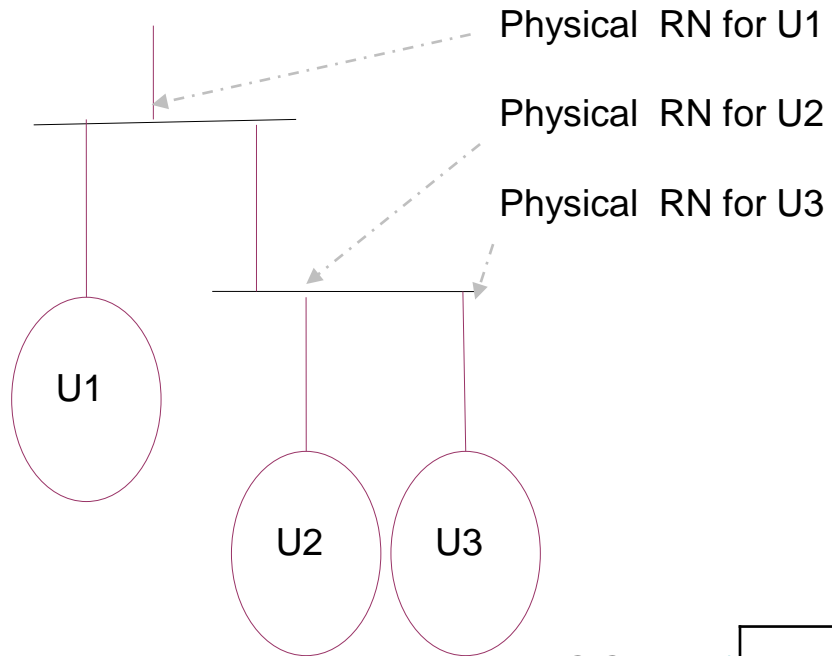 Physical RN for U1
Physical RN for U2
Physical RN for U3
U1
U2
U3